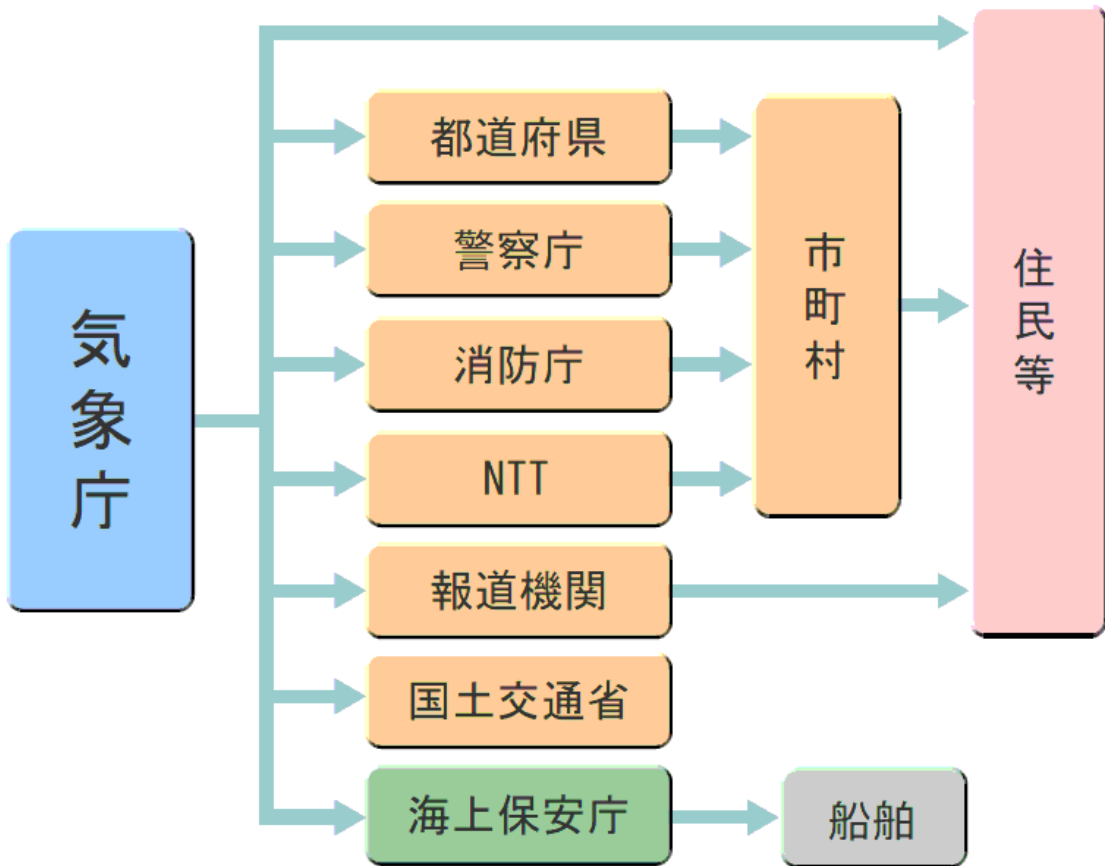 気象庁
都道府県
警察庁
消防庁
NTT
報道機関
国土交通省
海上保安庁
市町村
住民等
船舶